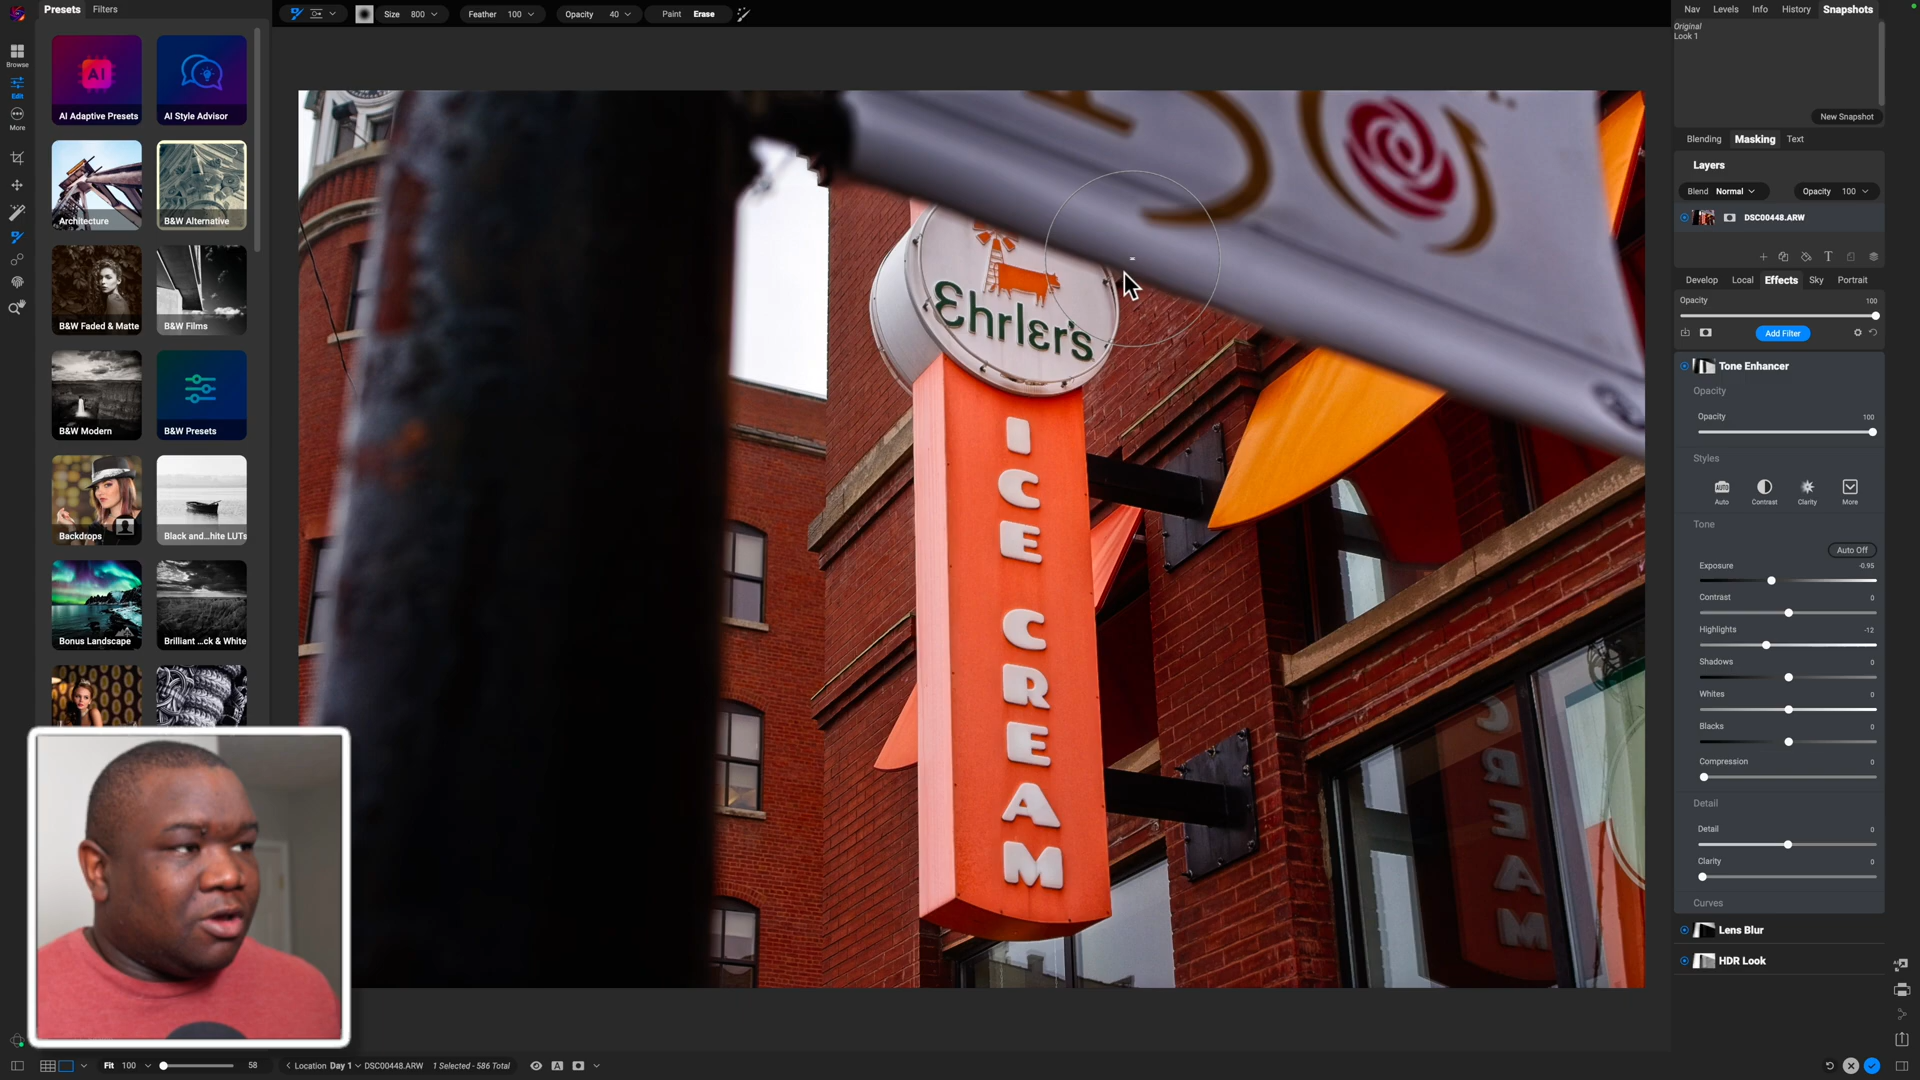 Presets Filters
Size 800 Feather 100 Opacity 40 Paint Erase
Nav Levels Info History Snapshots
Original
Look 1
New Snapshot
Browse
Edit
More
AI
AI Adaptive Presets
AI Style Advisor
Architecture
B&W Alternative
B&W Faded & Matte
B&W Films
B&W Modern
B&W Presets
Backdrops
Black and...hite LUTs
Bonus Landscape
Brilliant ...ck & White
Ehrler's
ICE CREAM
CREAM
Blending Masking Text
Layers
Blend Normal Opacity 100
DSC00448.ARW
Develop Local Effects Sky Portrait
Opacity 100
Add Filter
Tone Enhancer
Opacity
Opacity 100
Styles
AUTO
Auto Contrast Clarity More
Tone
Auto Off
Exposure -0.95
Contrast 0
Highlights -12
Shadows 0
Whites 0
Blacks 0
Compression 0
Detail
Detail 0
Clarity 0
Curves
Lens Blur
HDR Look
Fit 100 58
Location Day 1 DSC00448.ARW 1 Selected - 586 Total
A